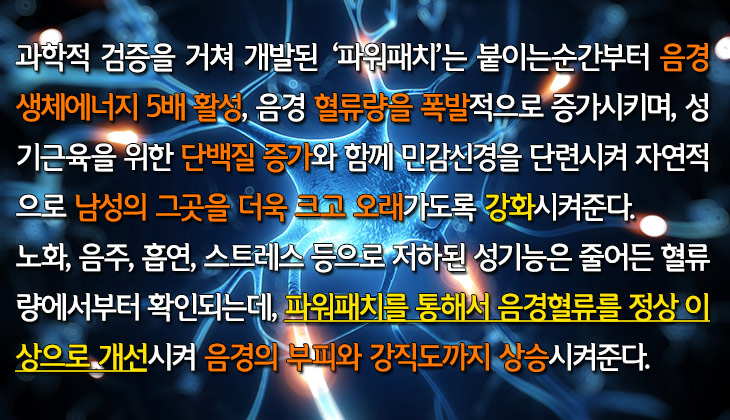 과학적 검증을 거쳐 개발된 ‘파워패치’는 붙이는순간부터 음경
생체에너지 5배 활성, 음경 혈류량을 폭발적으로 증가시키며, 성
기근육을 위한 단백질 증가와 함께 민감신경을 단련시켜 자연적
으로 남성의 그곳을 더욱 크고 오래가도록 강화시켜준다.
노화, 음주, 흡연, 스트레스 등으로 저하된 성기능은 줄어든 혈류
량에서부터 확인되는데, 파워패치를 통해서 음경혈류를 정상 이
상으로 개선시켜 음경의 부피와 강직도까지 상승시켜준다.